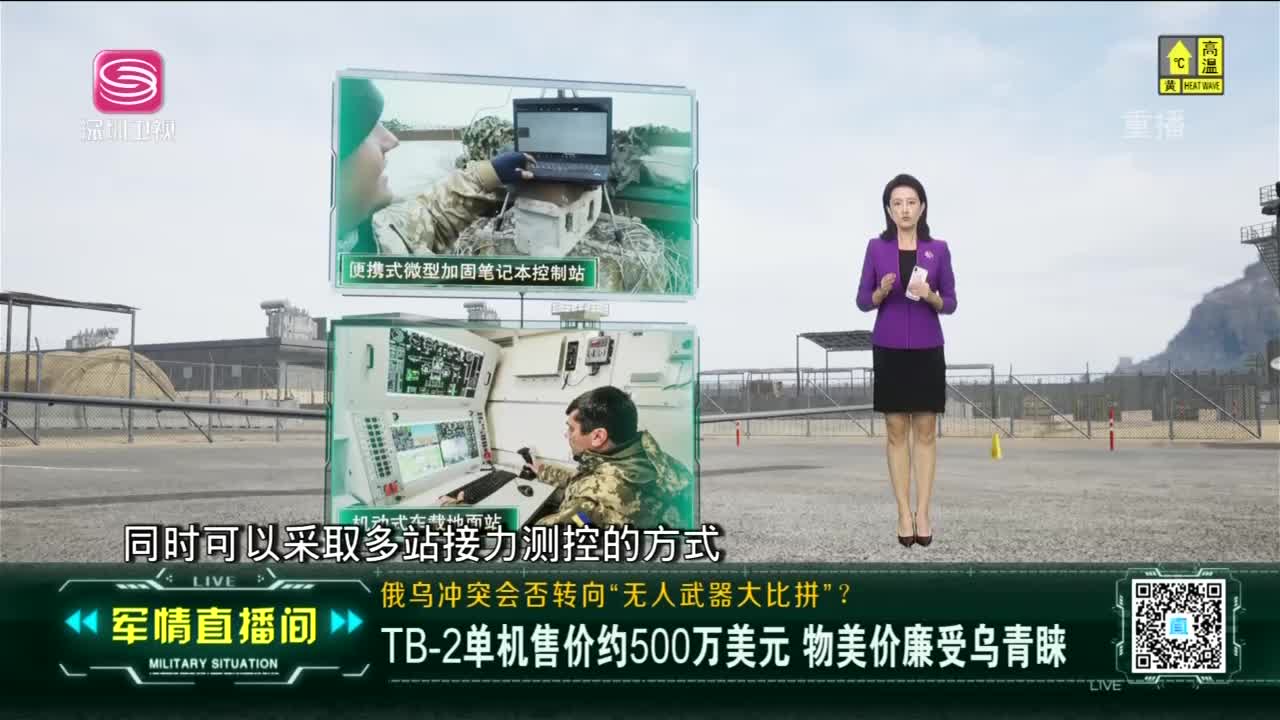 深圳卫视
高温
℃
黄 HEAT WAVE
重播
便携式微型加固笔记本控制站
机动式车载地面站
同时可以采取多站接力测控的方式
LIVE
军情直播间
MILITARY SITUATION
俄乌冲突会否转向“无人武器大比拼”？
TB-2单机售价约500万美元 物美价廉受乌青睐
LIVE